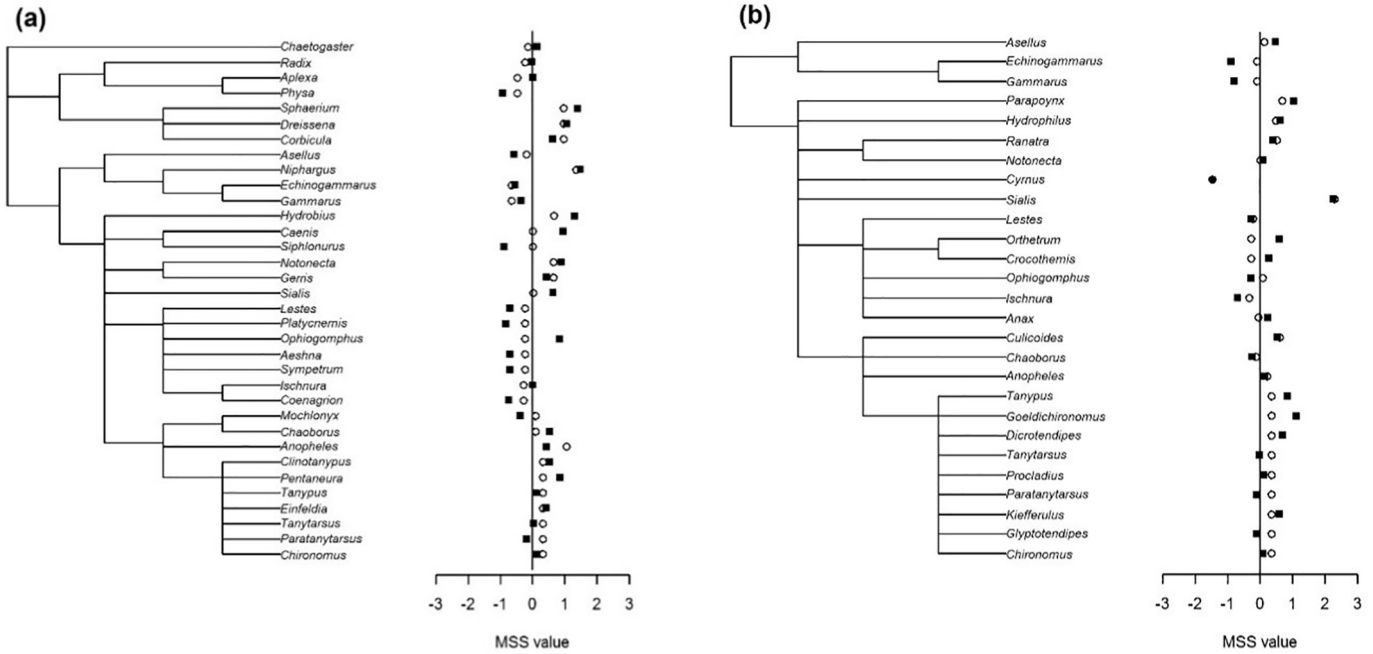 (a)
Chaetogaster
Radix
Aplexa
Physa
Sphaerium
Dreissena
Corbicula
Asellus
Niphargus
Echinogammarus
Gammarus
Hydrobius
Caenis
Siphlonurus
Notonecta
Gerris
Sialis
Lestes
Platycnemis
Ophiogomphus
Aeshna
Sympetrum
Ischnura
Coenagrion
Mochlonyx
Chaoborus
Anopheles
Clinotanypus
Pentaneura
Tanypus
Einfeldia
Tanytarsus
Paratanytarsus
Chironomus
-3 -2 -1 0 1 2 3
MSS value
(b)
Asellus
Echinogammarus
Gammarus
Parapoynx
Hydrophilus
Ranatra
Notonecta
Cyrnus
Sialis
Lestes
Orthetrum
Crocothemis
Ophiogomphus
Ischnura
Anax
Culicoides
Chaoborus
Anopheles
Tanypus
Goeldichironomus
Dicrotendipes
Tanytarsus
Procladius
Paratanytarsus
Kiefferulus
Glyptotendipes
Chironomus
-3 -2 -1 0 1 2 3
MSS value